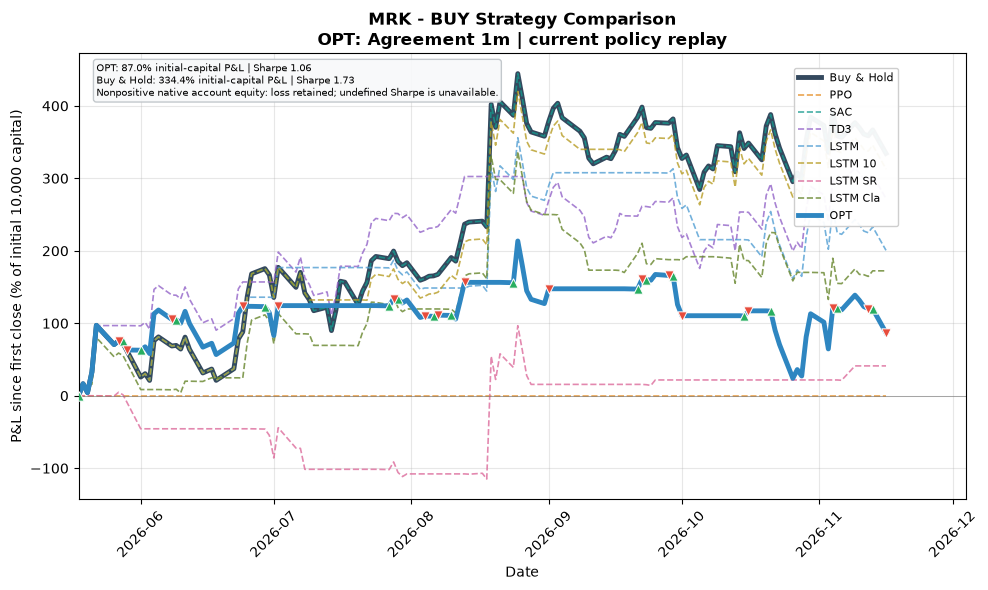 MRK - BUY Strategy Comparison
OPT: Agreement 1m | current policy replay
OPT: 87.0% initial-capital P&L | Sharpe 1.06
Buy & Hold: 334.4% initial-capital P&L | Sharpe 1.73
Nonpositive native account equity: loss retained; undefined Sharpe is unavailable.
Buy & Hold
PPO
SAC
TD3
LSTM
LSTM 10
LSTM SR
LSTM Cla
OPT
P&L since first close (% of initial 10,000 capital)
400
300
200
100
0
−100
2026-06
2026-07
2026-08
2026-09
2026-10
2026-11
2026-12
Date